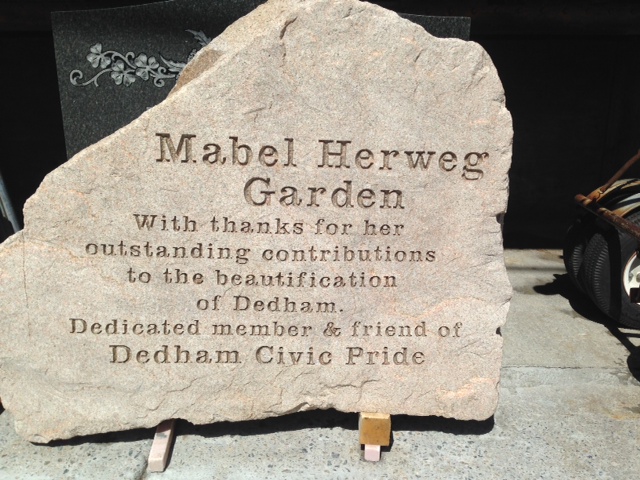 Mabel Herweg
Garden
With thanks for her
outstanding contributions
to the beautification
of Dedham.
Dedicated member & friend of
Dedham Civic Pride